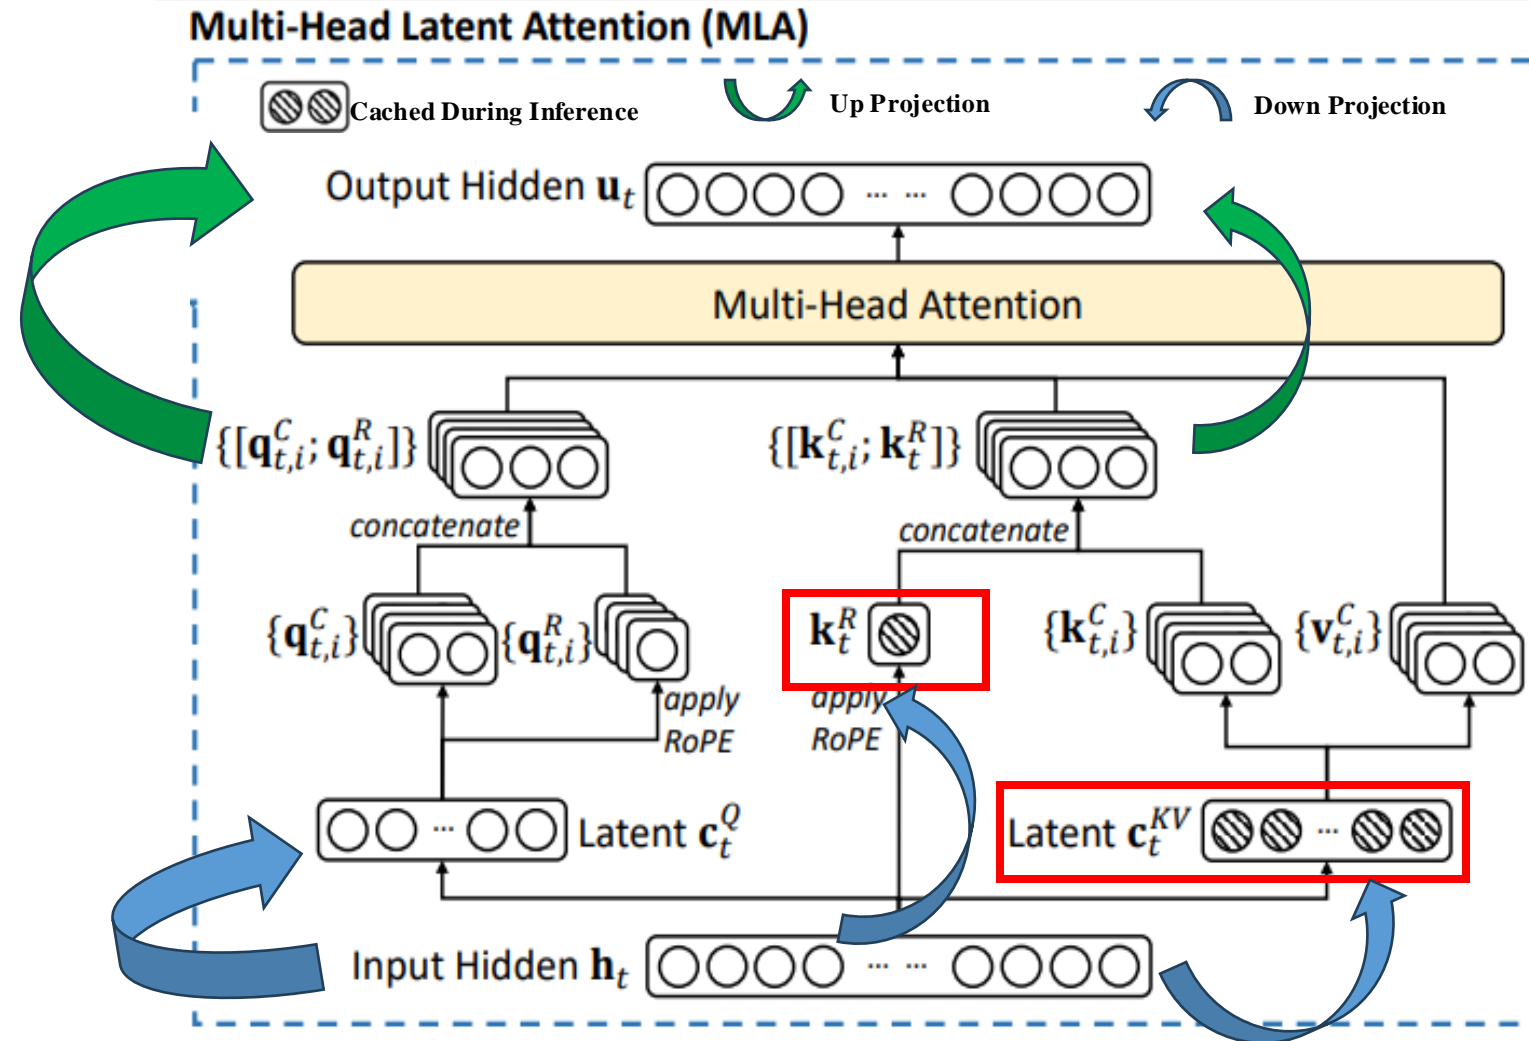 Multi-Head Latent Attention (MLA)
Cached During Inference
Up Projection
Down Projection
Output Hidden u_t
Multi-Head Attention
{[q^C_{t,i}; q^R_{t,i}]}
{[k^C_{t,i}; k^R_t]}
concatenate
concatenate
{q^C_{t,i}}
{q^R_{t,i}}
k^R_t
{k^C_{t,i}}
{v^C_{t,i}}
apply
RoPE
apply
RoPE
... Latent c^Q_t
Latent c^{KV}_t ...
Input Hidden h_t